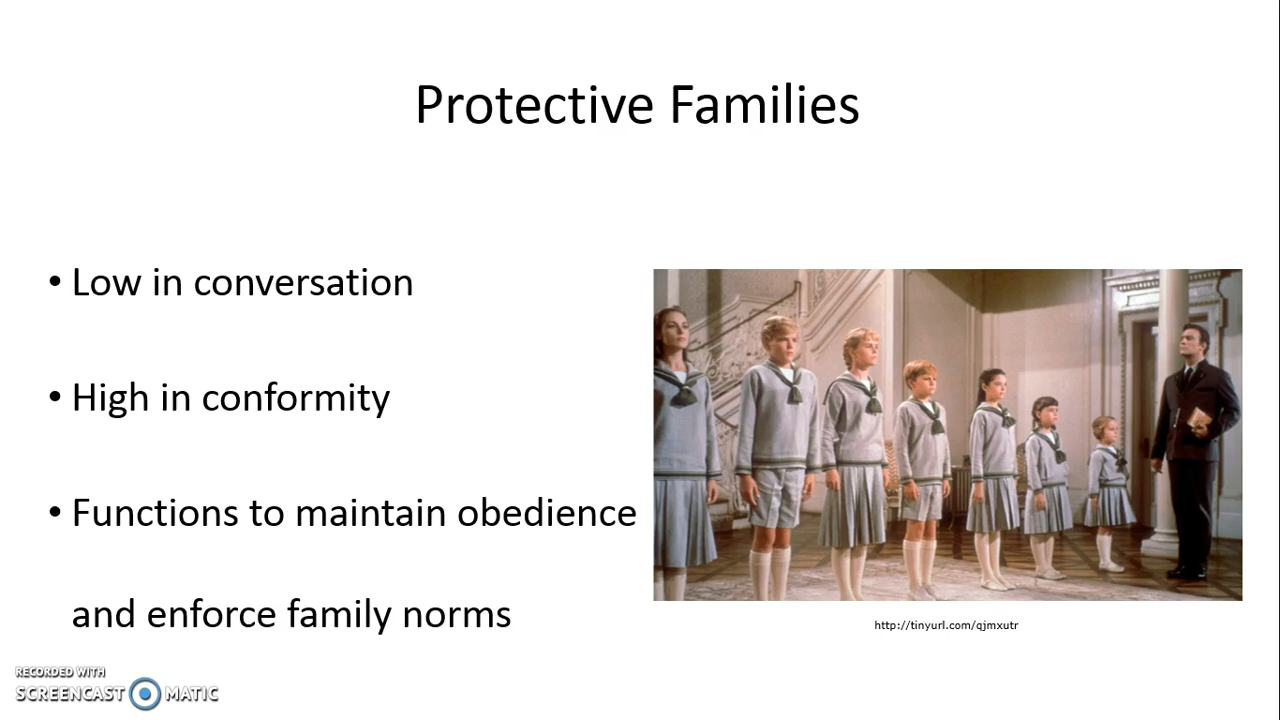 Protective Families
• Low in conversation
• High in conformity
• Functions to maintain obedience
and enforce family norms
http://tinyurl.com/qjmxutr
RECORDED WITH
SCREENCAST MATIC